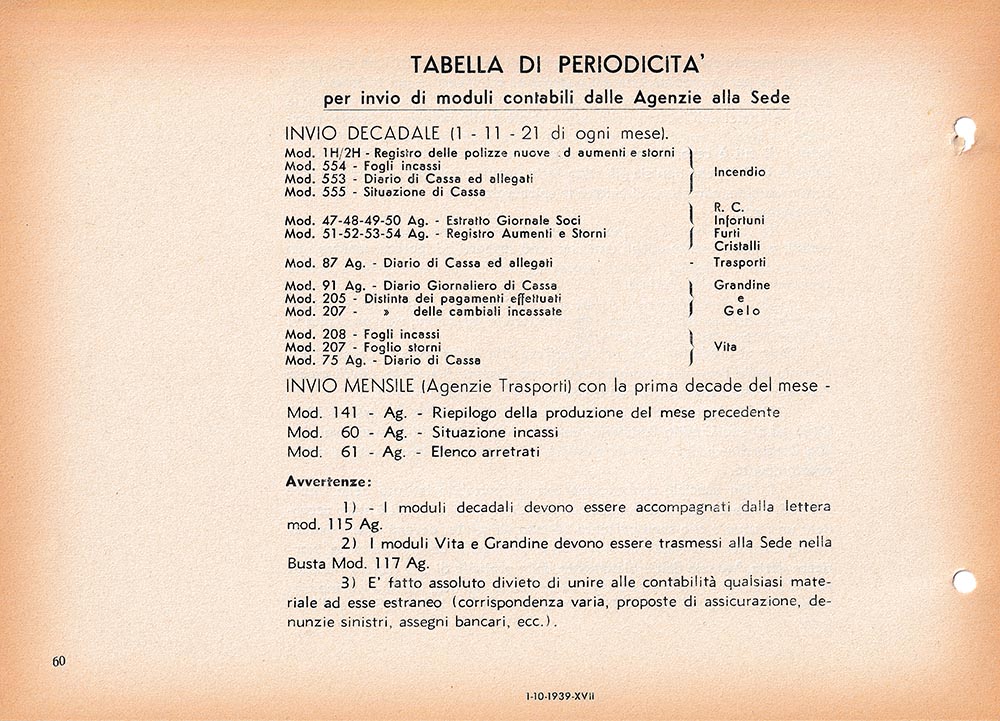 TABELLA DI PERIODICITA'
per invio di moduli contabili dalle Agenzie alla Sede
INVIO DECADALE (1 - 11 - 21 di ogni mese).
Mod. 1H/2H - Registro delle polizze nuove d aumenti e storni
Mod. 554 - Fogli incassi
Mod. 553 - Diario di Cassa ed allegati
Mod. 555 - Situazione di Cassa
Incendio
Mod. 47-48-49-50 Ag. - Estratto Giornale Soci
Mod. 51-52-53-54 Ag. - Registro Aumenti e Storni
R. C.
Infortuni
Furti
Cristalli
Mod. 87 Ag. - Diario di Cassa ed allegati - Trasporti
Mod. 91 Ag. - Diario Giornaliero di Cassa
Mod. 205 - Distinta dei pagamenti effettuati
Mod. 207 - » delle cambiali incassate
Grandine
e
Gelo
Mod. 208 - Fogli incassi
Mod. 207 - Foglio storni
Mod. 75 Ag. - Diario di Cassa
Vita
INVIO MENSILE (Agenzie Trasporti) con la prima decade del mese -
Mod. 141 - Ag. - Riepilogo della produzione del mese precedente
Mod. 60 - Ag. - Situazione incassi
Mod. 61 - Ag. - Elenco arretrati
Avvertenze:
1) - I moduli decadali devono essere accompagnati dalla lettera
mod. 115 Ag.
2) I moduli Vita e Grandine devono essere trasmessi alla Sede nella
Busta Mod. 117 Ag.
3) E' fatto assoluto divieto di unire alle contabilità qualsiasi mate-
riale ad esse estraneo (corrispondenza varia, proposte di assicurazione, de-
nunzie sinistri, assegni bancari, ecc.).
60
1-10-1939-XVII